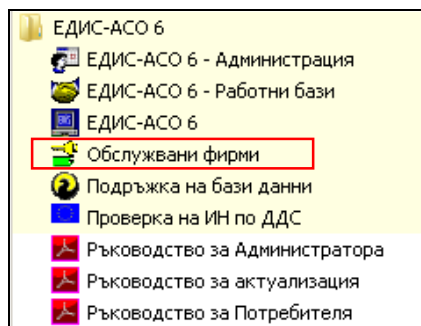 ЕДИС-АСО 6
ЕДИС-АСО 6 - Администрация
ЕДИС-АСО 6 - Работни бази
ЕДИС-АСО 6
Обслужвани фирми
Подръжка на бази данни
Проверка на ИН по ДДС
Ръководство за Администратора
Ръководство за актуализация
Ръководство за Потребителя